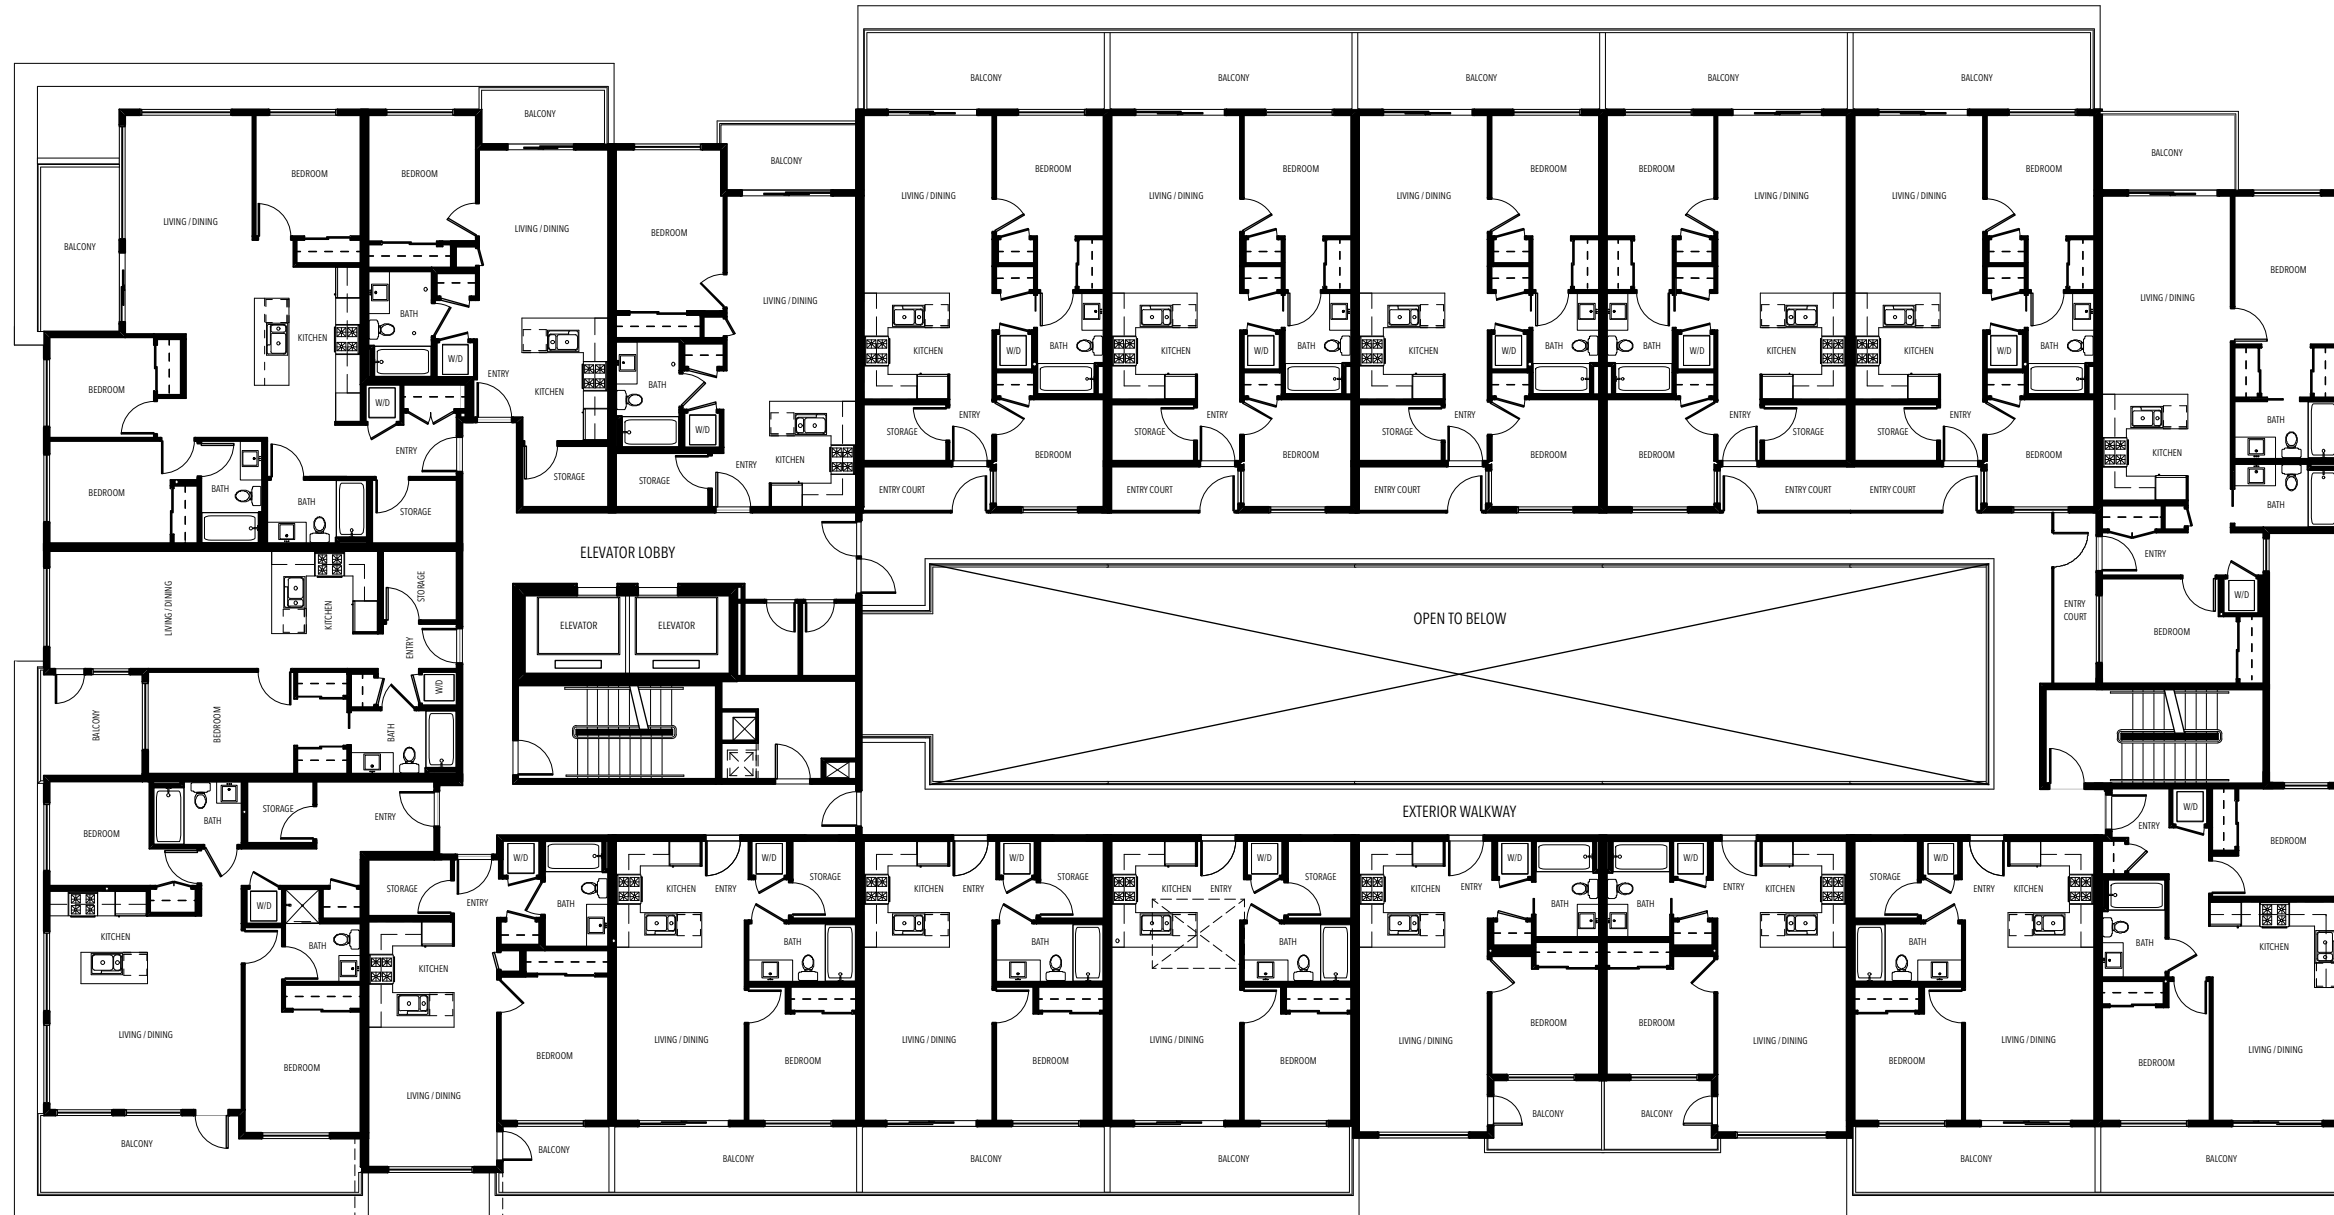 BALCONY
BALCONY
BALCONY
BALCONY
BALCONY
BALCONY
BALCONY
BALCONY
BEDROOM
BEDROOM
BEDROOM
BEDROOM
BEDROOM
BEDROOM
BEDROOM
LIVING / DINING
LIVING / DINING
LIVING / DINING
LIVING / DINING
LIVING / DINING
LIVING / DINING
LIVING / DINING
BEDROOM
BALCONY
BEDROOM
LIVING / DINING
LIVING / DINING
BATH
KITCHEN
W/D
KITCHEN
W/D
BATH
KITCHEN
W/D
BATH
KITCHEN
W/D
BATH
BATH
W/D
KITCHEN
KITCHEN
W/D
BATH
ENTRY
BEDROOM
KITCHEN
BATH
W/D
W/D
ENTRY
ENTRY
ENTRY
ENTRY
ENTRY
BATH
STORAGE
STORAGE
STORAGE
STORAGE
STORAGE
ENTRY
ENTRY
KITCHEN
KITCHEN
BEDROOM
BEDROOM
BEDROOM
BEDROOM
BEDROOM
STORAGE
STORAGE
BEDROOM
BATH
BATH
STORAGE
ENTRY COURT
ENTRY COURT
ENTRY COURT
ENTRY COURT
ENTRY COURT
BATH
ELEVATOR LOBBY
ENTRY
LIVING / DINING
KITCHEN
STORAGE
ENTRY
W/D
ELEVATOR
ELEVATOR
OPEN TO BELOW
ENTRY
COURT
BEDROOM
W/D
BALCONY
BEDROOM
BATH
EXTERIOR WALKWAY
STORAGE
BATH
ENTRY
W/D
ENTRY
BEDROOM
BEDROOM
W/D
BATH
W/D
W/D
W/D
W/D
W/D
W/D
STORAGE
ENTRY
KITCHEN
ENTRY
STORAGE
KITCHEN
ENTRY
STORAGE
KITCHEN
ENTRY
STORAGE
KITCHEN
ENTRY
BATH
BATH
ENTRY
KITCHEN
STORAGE
ENTRY
KITCHEN
W/D
KITCHEN
BATH
KITCHEN
BATH
BATH
BATH
BATH
BATH
KITCHEN
LIVING / DINING
BEDROOM
LIVING / DINING
BEDROOM
LIVING / DINING
BEDROOM
LIVING / DINING
BEDROOM
LIVING / DINING
BEDROOM
LIVING / DINING
BEDROOM
BEDROOM
LIVING / DINING
BEDROOM
LIVING / DINING
BEDROOM
LIVING / DINING
BALCONY
BALCONY
BALCONY
BALCONY
BALCONY
BALCONY
BALCONY
BALCONY
BALCONY